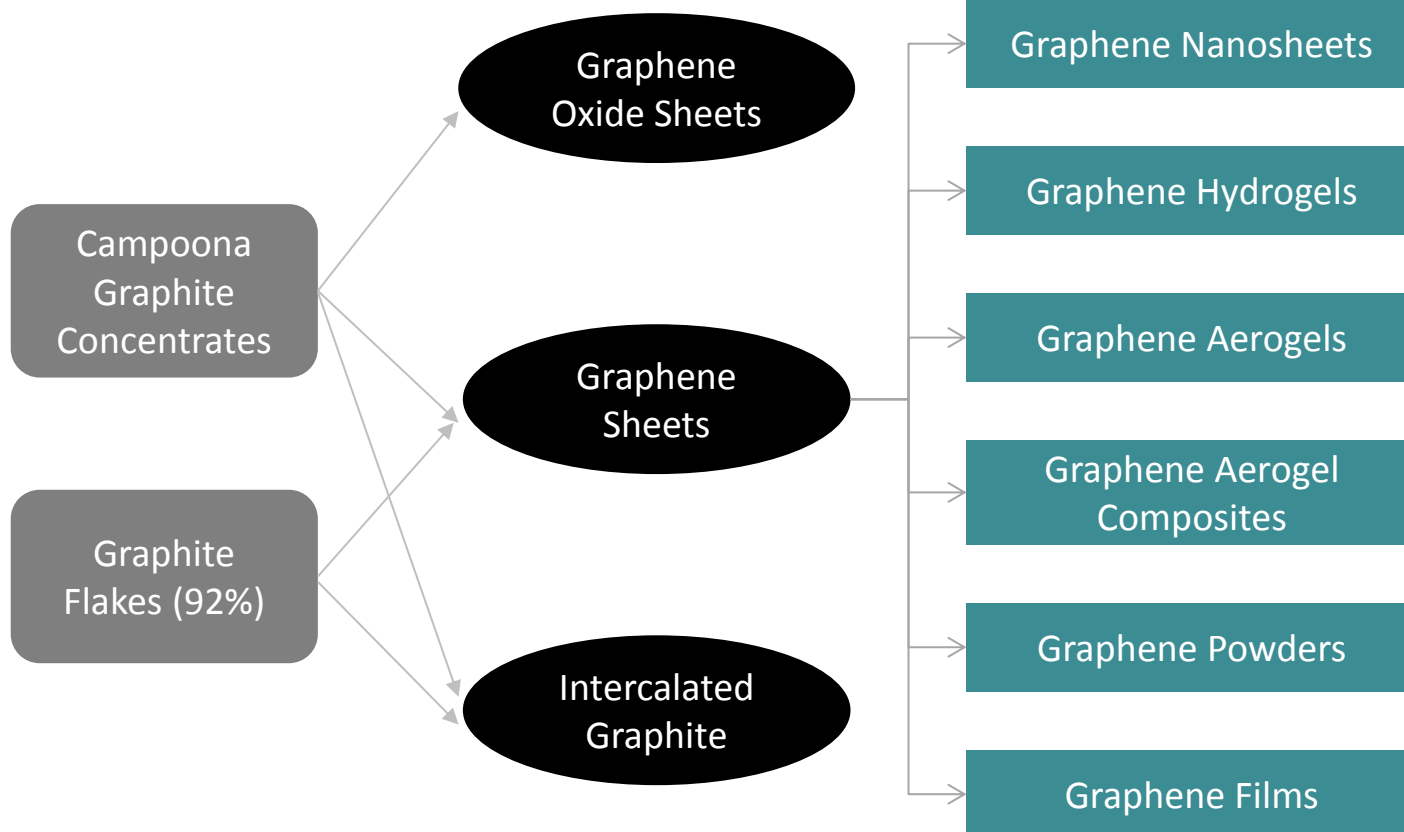 Campoona
Graphite
Concentrates
Graphite
Flakes (92%)
Graphene
Oxide Sheets
Graphene
Sheets
Intercalated
Graphite
Graphene Nanosheets
Graphene Hydrogels
Graphene Aerogels
Graphene Aerogel
Composites
Graphene Powders
Graphene Films